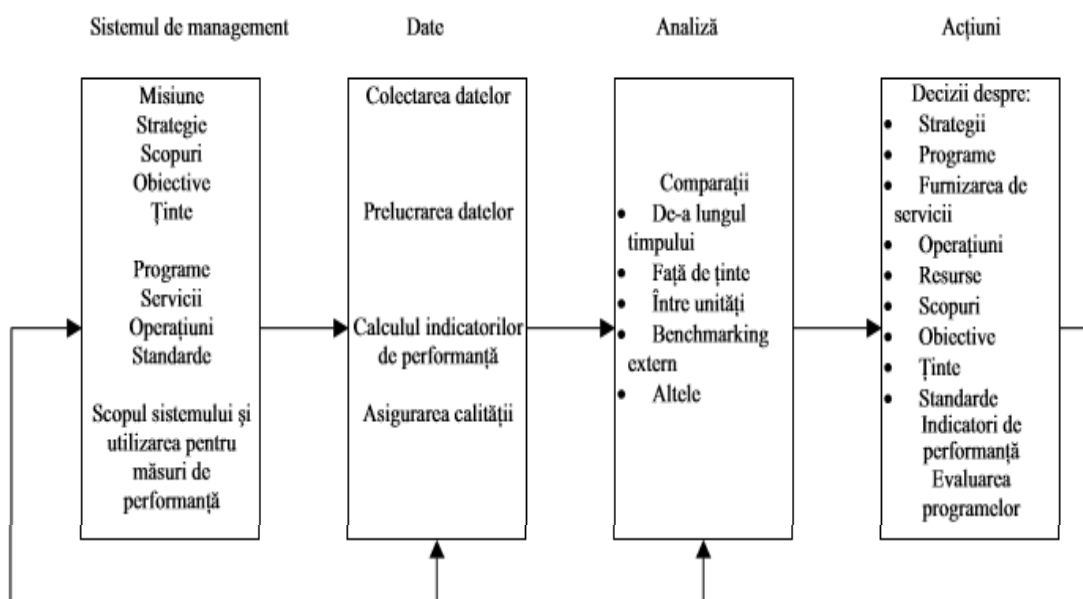 Sistemul de management
Date
Analiză
Acțiuni
Misiune
Strategie
Scopuri
Obiective
Ținte
Programe
Servicii
Operațiuni
Standarde
Scopul sistemului și
utilizarea pentru
măsuri de
performanță
Colectarea datelor
Prelucrarea datelor
Calculul indicatorilor
de performanță
Asigurarea calității
Comparații
• De-a lungul
timpului
• Față de ținte
• Între unități
• Benchmarking
extern
• Altele
Decizii despre:
• Strategii
• Programe
• Furnizarea de
servicii
• Operațiuni
• Resurse
• Scopuri
• Obiective
• Ținte
• Standarde
Indicatori de
performanță
Evaluarea
programelor